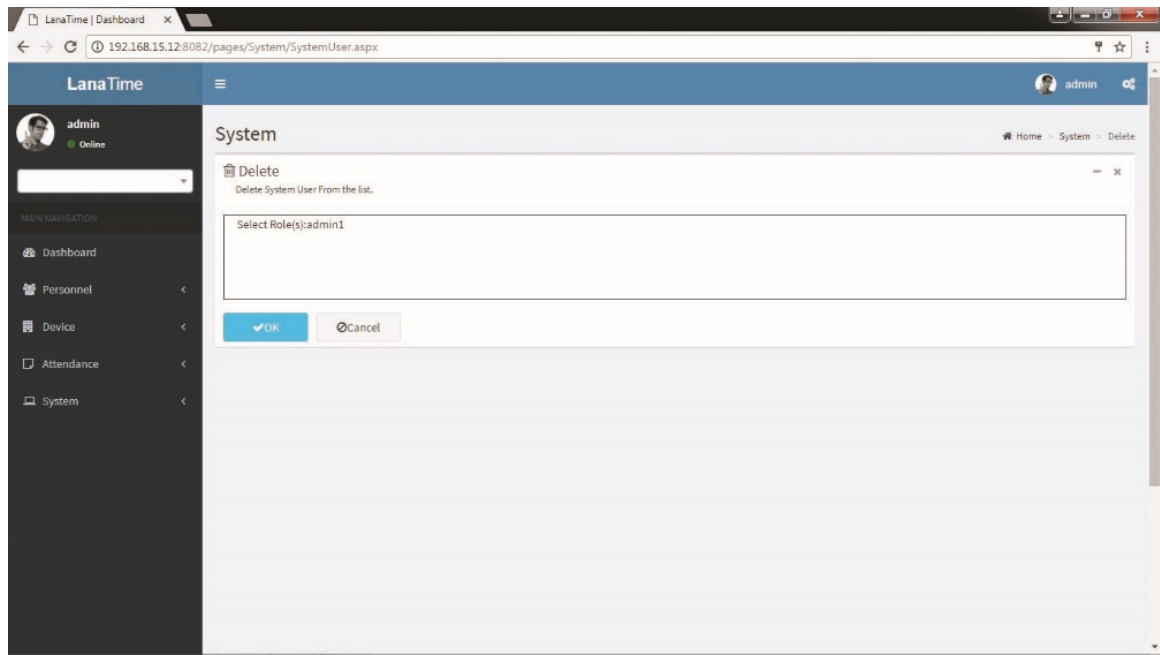 LanaTime | Dashboard
192.168.15.12:8082/pages/System/SystemUser.aspx
LanaTime
admin
admin
Online
System
Home > System > Delete
Delete
Delete System User From the list.
MAIN NAVIGATION
Select Role(s):admin1
Dashboard
Personnel
Device
OK
Cancel
Attendance
System